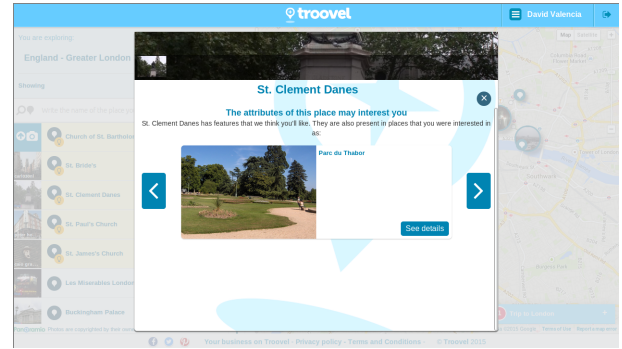 troovel
David Valencia
You are exploring:
England - Greater London
Map
Satellite
Showing
St. Clement Danes
The attributes of this place may interest you
St. Clement Danes has features that we think you'll like. They are also present in places that you were interested in
as:
Parc du Thabor
See details
Church of St. Bartholo
St. Bride's
St. Clement Danes
St. Paul's Church
St. James's Church
Les Miserables London
Buckingham Palace
Your business on Troovel - Privacy policy - Terms and Conditions -
© Troovel 2015